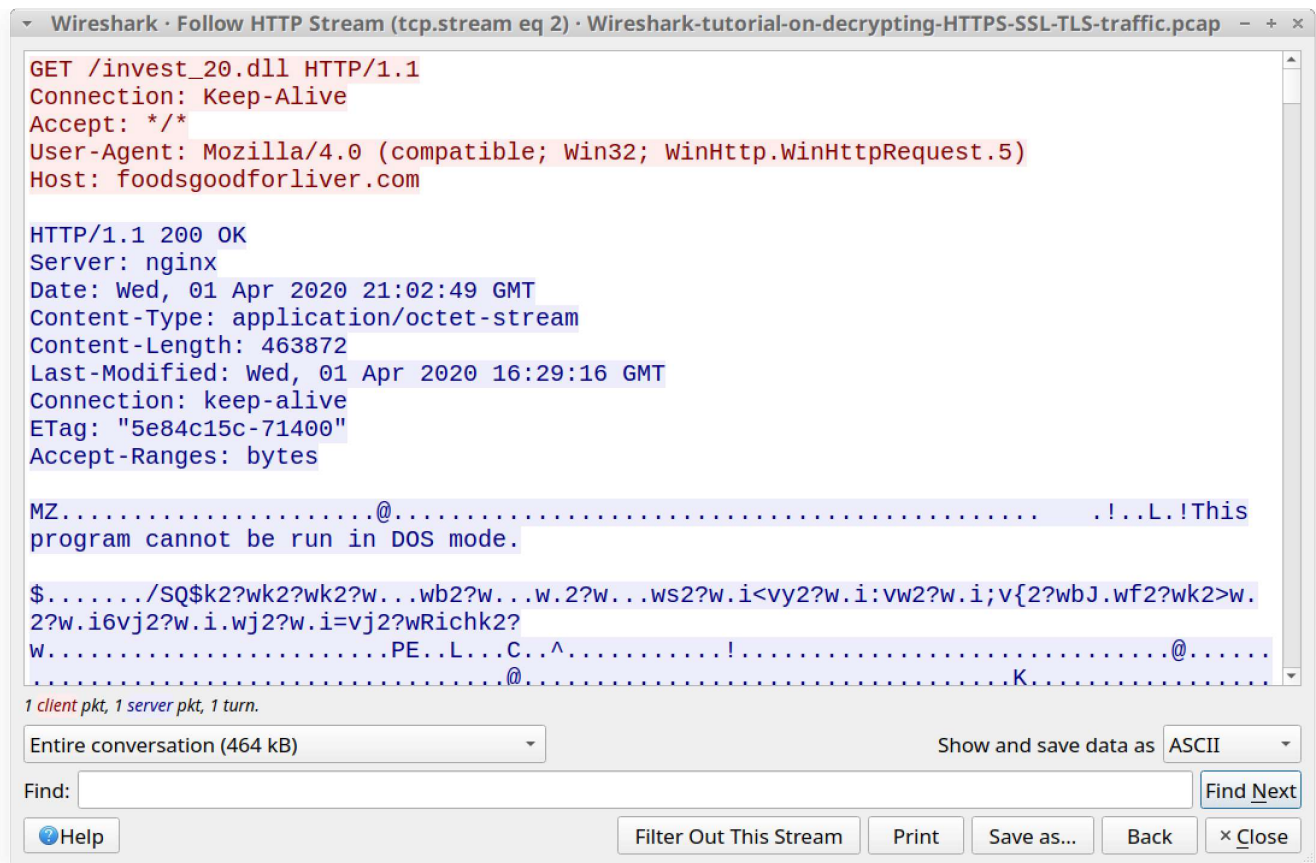 Wireshark · Follow HTTP Stream (tcp.stream eq 2) · Wireshark-tutorial-on-decrypting-HTTPS-SSL-TLS-traffic.pcap
GET /invest_20.dll HTTP/1.1
Connection: Keep-Alive
Accept: */*
User-Agent: Mozilla/4.0 (compatible; Win32; WinHttp.WinHttpRequest.5)
Host: foodsgoodforliver.com
HTTP/1.1 200 OK
Server: nginx
Date: Wed, 01 Apr 2020 21:02:49 GMT
Content-Type: application/octet-stream
Content-Length: 463872
Last-Modified: Wed, 01 Apr 2020 16:29:16 GMT
Connection: keep-alive
ETag: "5e84c15c-71400"
Accept-Ranges: bytes
MZ......................@.............................................	.!..L.!This
program cannot be run in DOS mode.
$......./SQ$k2?wk2?wk2?w...wb2?w...w.2?w...ws2?w.i<vy2?w.i:vw2?w.i;v{2?wbJ.wf2?wk2>w.
2?w.i6vj2?w.i.wj2?w.i=vj2?wRichk2?
w........................PE..L...C..^...........!...............................@......
.................................@..................................K.................
1 client pkt, 1 server pkt, 1 turn.
Entire conversation (464 kB)
Show and save data as ASCII
Find:
Find Next
Help
Filter Out This Stream
Print
Save as...
Back
× Close